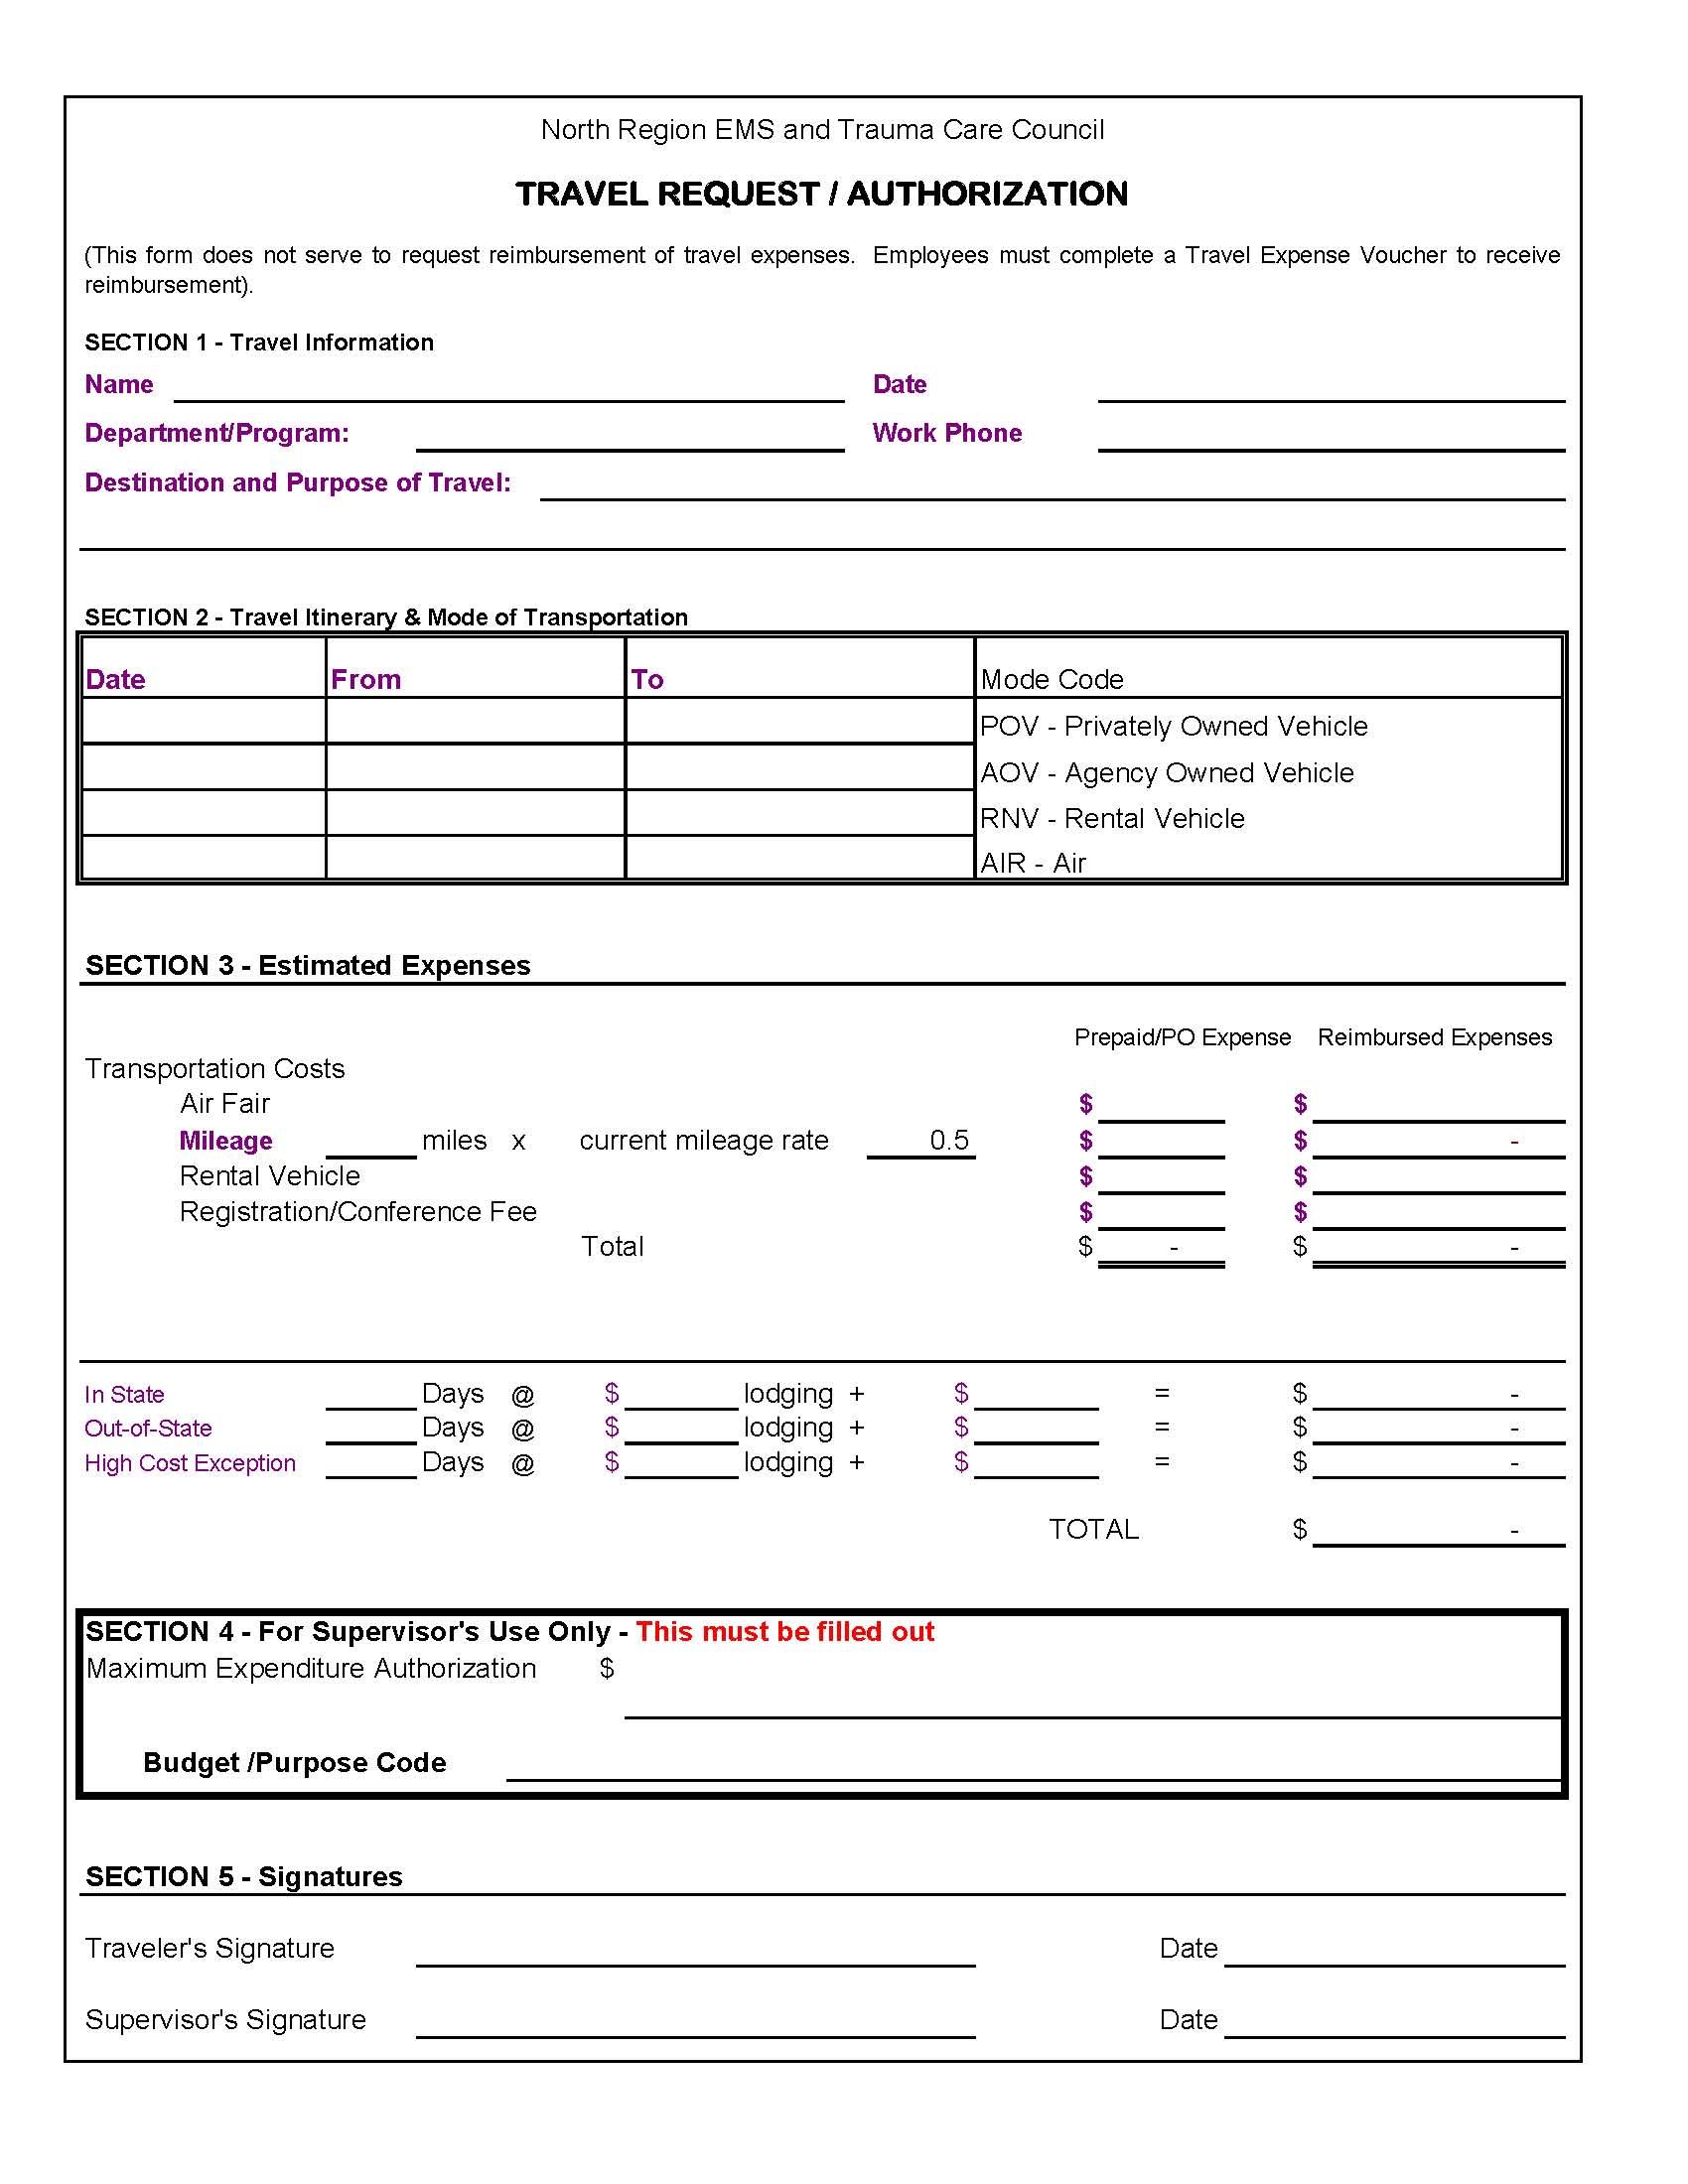 North Region EMS and Trauma Care Council
TRAVEL REQUEST / AUTHORIZATION
(This form does not serve to request reimbursement of travel expenses. Employees must complete a Travel Expense Voucher to receive
reimbursement).
SECTION 1 - Travel Information
Name Date
Department/Program: Work Phone
Destination and Purpose of Travel:
SECTION 2 - Travel Itinerary & Mode of Transportation
Date From To Mode Code
POV - Privately Owned Vehicle
AOV - Agency Owned Vehicle
RNV - Rental Vehicle
AIR - Air
SECTION 3 - Estimated Expenses
Prepaid/PO Expense Reimbursed Expenses
Transportation Costs
Air Fair $ $
Mileage miles x current mileage rate 0.5 $ $ -
Rental Vehicle $ $
Registration/Conference Fee $ $
Total $ - $ -
In State Days @ $ lodging + $ = $ -
Out-of-State Days @ $ lodging + $ = $ -
High Cost Exception Days @ $ lodging + $ = $ -
TOTAL $ -
SECTION 4 - For Supervisor's Use Only - This must be filled out
Maximum Expenditure Authorization $
Budget /Purpose Code
SECTION 5 - Signatures
Traveler's Signature Date
Supervisor's Signature Date